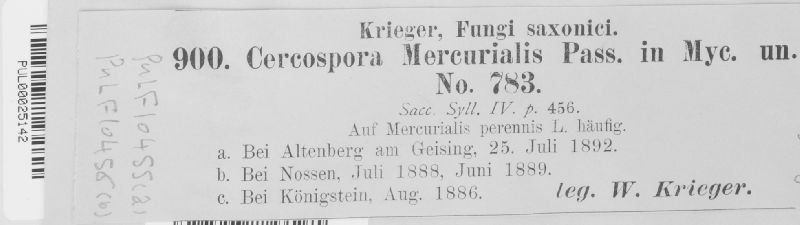 Krieger, Fungi saxonici.
900. Cercospora Mercurialis Pass. in Myc. un.
No. 783.
Sacc. Syll. IV. p. 456.
Auf Mercurialis perennis L. häufig.
a. Bei Altenberg am Geising, 25. Juli 1892.
b. Bei Nossen, Juli 1888, Juni 1889.
c. Bei Königstein, Aug. 1886. leg. W. Krieger.
PUL00025142
PULF10455(a)
PULF10456(b)